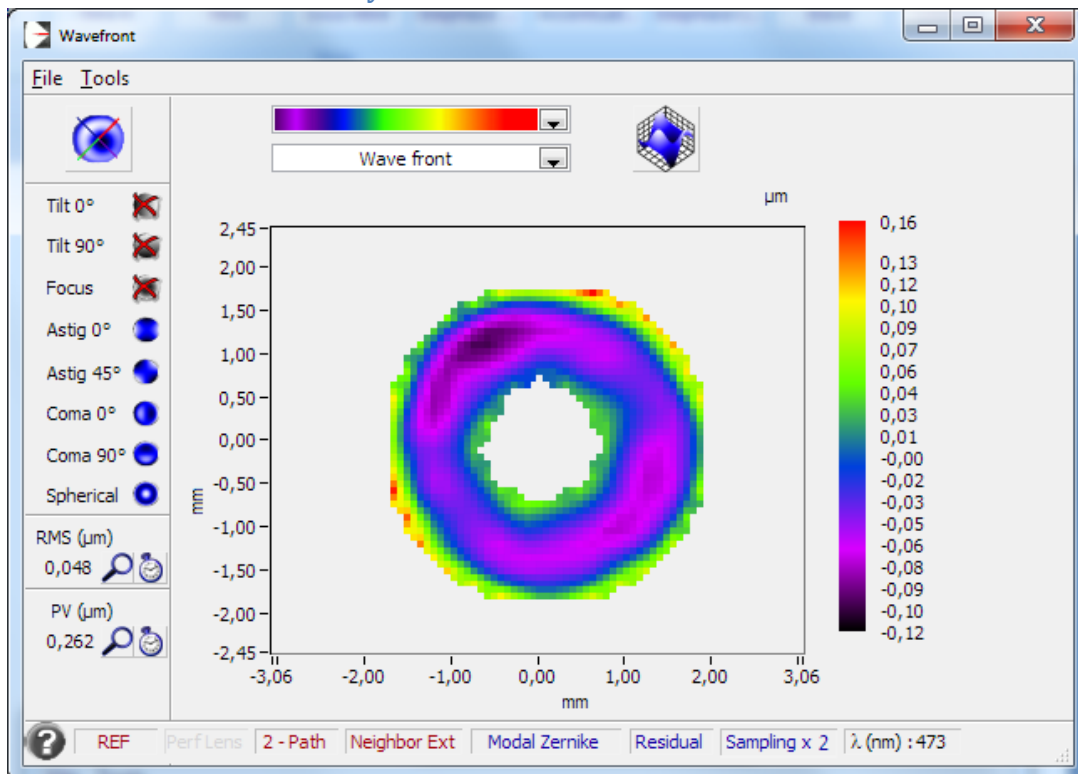 Wavefront
File Tools
Wave front
Tilt 0°
Tilt 90°
Focus
Astig 0°
Astig 45°
Coma 0°
Coma 90°
Spherical
RMS (µm)
0,048
PV (µm)
0,262
µm
2,45
2,00
1,50
1,00
0,50
0,00
-0,50
-1,00
-1,50
-2,00
-2,45
mm
-3,06 -2,00 -1,00 0,00 1,00 2,00 3,06
mm
0,16
0,13
0,12
0,10
0,09
0,07
0,06
0,04
0,03
0,01
-0,00
-0,02
-0,03
-0,05
-0,06
-0,08
-0,09
-0,10
-0,12
? REF Perf Lens 2 - Path Neighbor Ext Modal Zernike Residual Sampling x 2 λ (nm) : 473